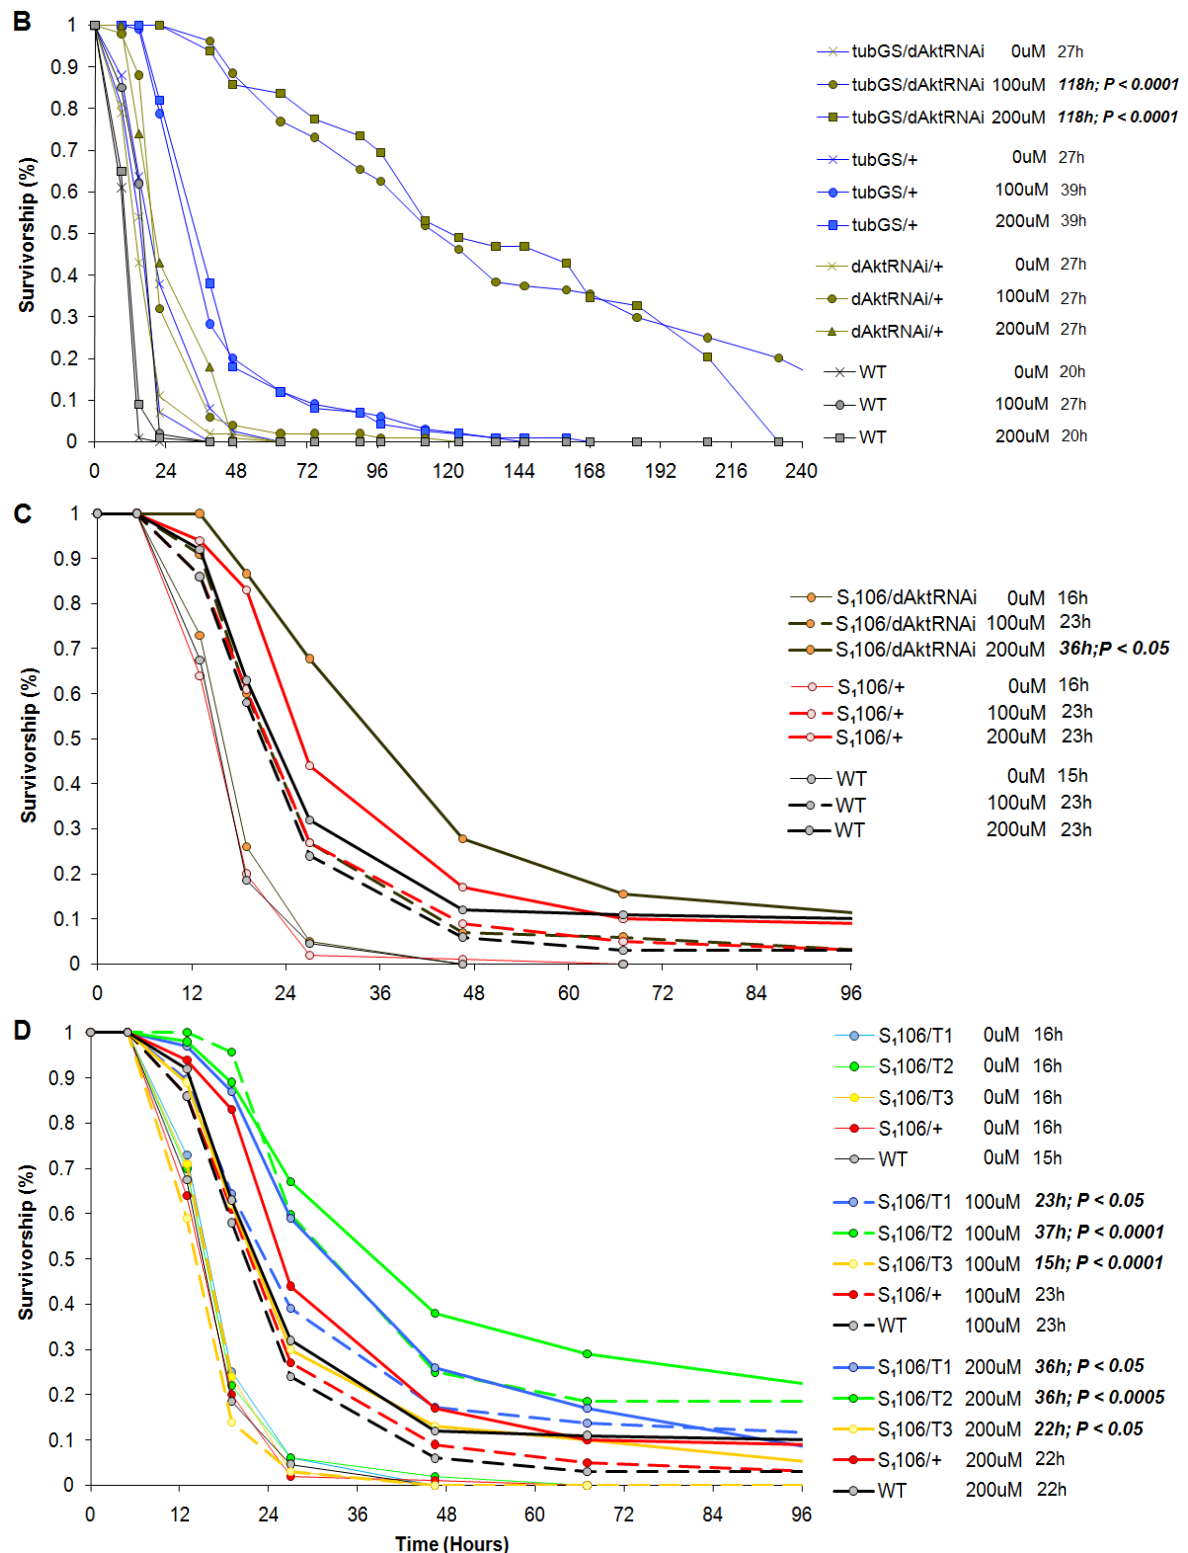 B
Survivorship (%)
1
0.9
0.8
0.7
0.6
0.5
0.4
0.3
0.2
0.1
0
0 24 48 72 96 120 144 168 192 216 240
tubGS/dAktRNAi 0uM 27h
tubGS/dAktRNAi 100uM 118h; P < 0.0001
tubGS/dAktRNAi 200uM 118h; P < 0.0001
tubGS/+ 0uM 27h
tubGS/+ 100uM 39h
tubGS/+ 200uM 39h
dAktRNAi/+ 0uM 27h
dAktRNAi/+ 100uM 27h
dAktRNAi/+ 200uM 27h
WT 0uM 20h
WT 100uM 27h
WT 200uM 20h
C
Survivorship (%)
1
0.9
0.8
0.7
0.6
0.5
0.4
0.3
0.2
0.1
0
0 12 24 36 48 60 72 84 96
S₁106/dAktRNAi 0uM 16h
S₁106/dAktRNAi 100uM 23h
S₁106/dAktRNAi 200uM 36h;P < 0.05
S₁106/+ 0uM 16h
S₁106/+ 100uM 23h
S₁106/+ 200uM 23h
WT 0uM 15h
WT 100uM 23h
WT 200uM 23h
D
Survivorship (%)
1
0.9
0.8
0.7
0.6
0.5
0.4
0.3
0.2
0.1
0
0 12 24 36 48 60 72 84 96
Time (Hours)
S₁106/T1 0uM 16h
S₁106/T2 0uM 16h
S₁106/T3 0uM 16h
S₁106/+ 0uM 16h
WT 0uM 15h
S₁106/T1 100uM 23h; P < 0.05
S₁106/T2 100uM 37h; P < 0.0001
S₁106/T3 100uM 15h; P < 0.0001
S₁106/+ 100uM 23h
WT 100uM 23h
S₁106/T1 200uM 36h; P < 0.05
S₁106/T2 200uM 36h; P < 0.0005
S₁106/T3 200uM 22h; P < 0.05
S₁106/+ 200uM 22h
WT 200uM 22h